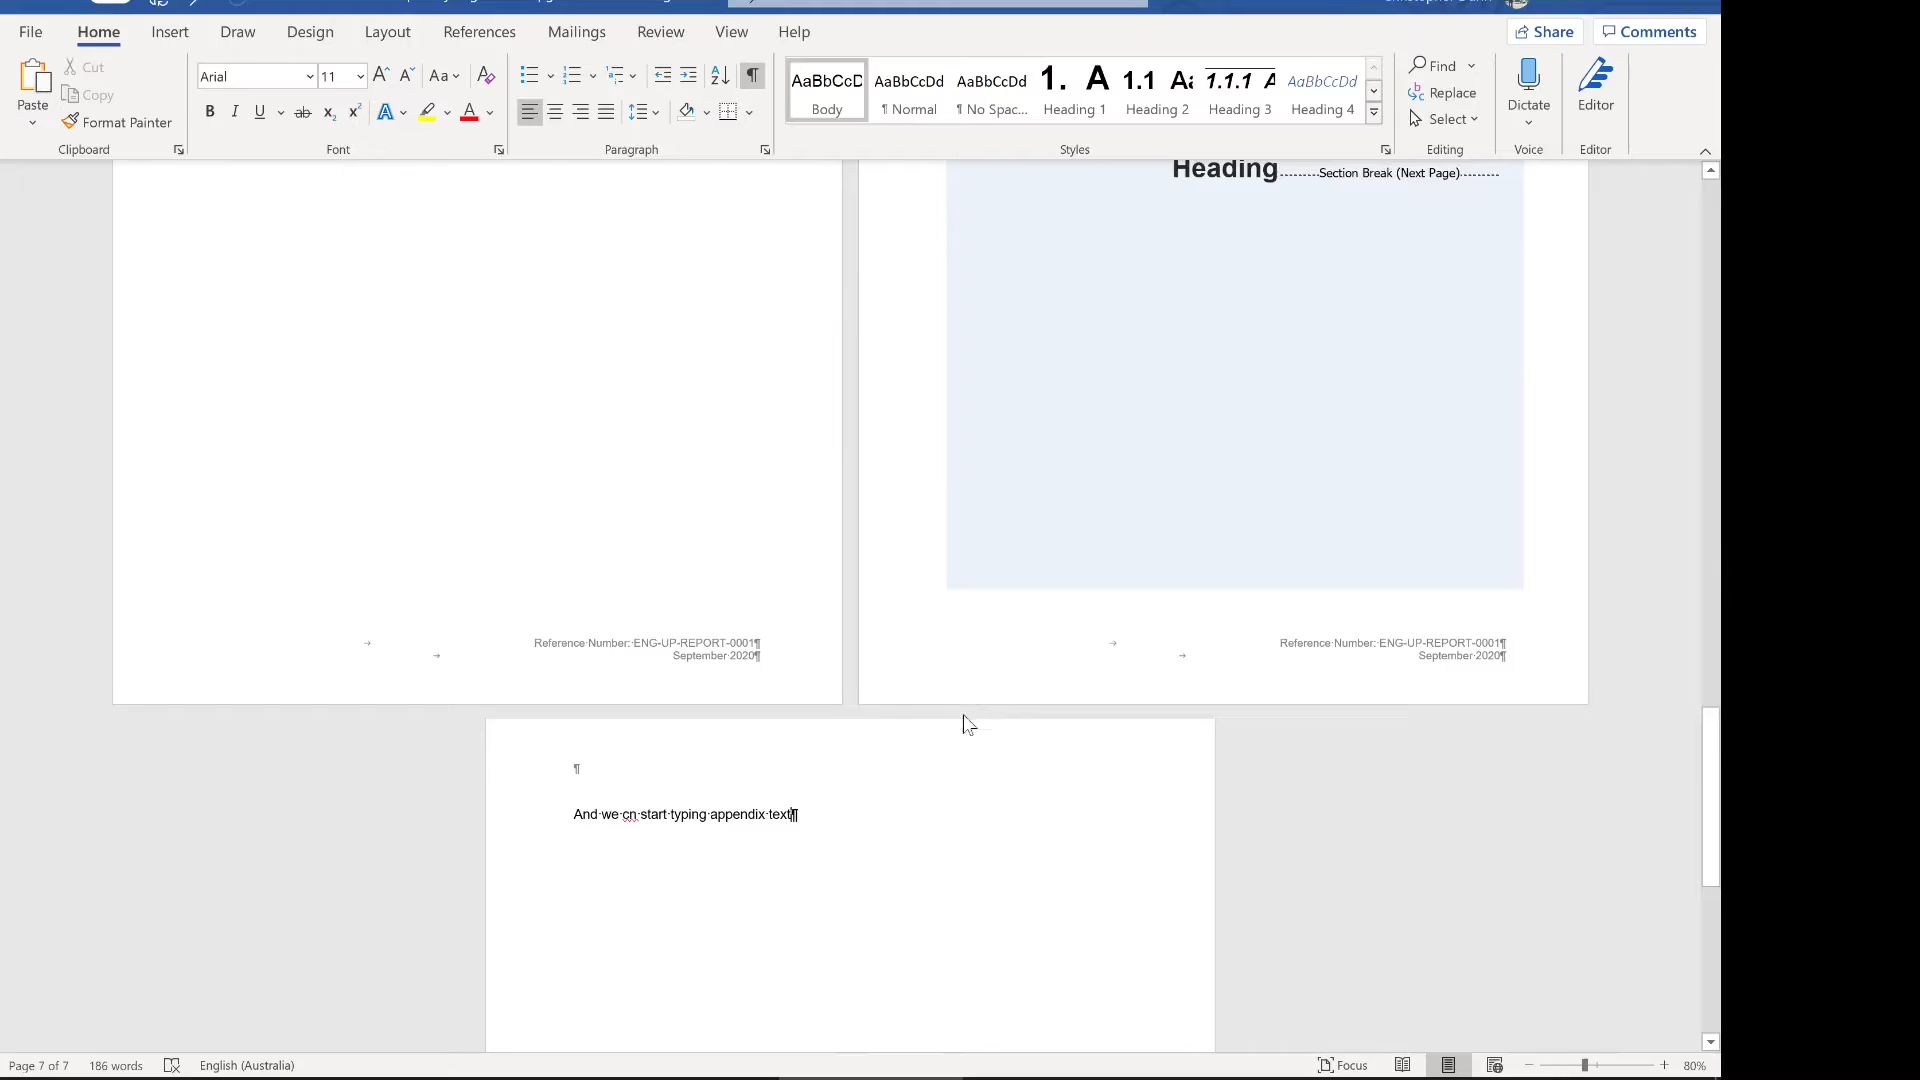 File Home Insert Draw Design Layout References Mailings Review View Help Share Comments
Paste Cut Copy Format Painter Clipboard
Arial 11 Font
Paragraph
AaBbCcD AaBbCcDd AaBbCcDd 1. A 1.1 Aa 1.1.1 A AaBbCcDd
Body ¶ Normal ¶ No Spac... Heading 1 Heading 2 Heading 3 Heading 4
Styles
Find Replace Select Editing
Dictate Voice
Editor Editor
Heading Section Break (Next Page)
Reference·Number:·ENG-UP-REPORT-0001¶
September·2020¶
Reference·Number:·ENG-UP-REPORT-0001¶
September·2020¶
¶
And·we·cn·start·typing·appendix·text¶
Page 7 of 7 186 words English (Australia) Focus 80%